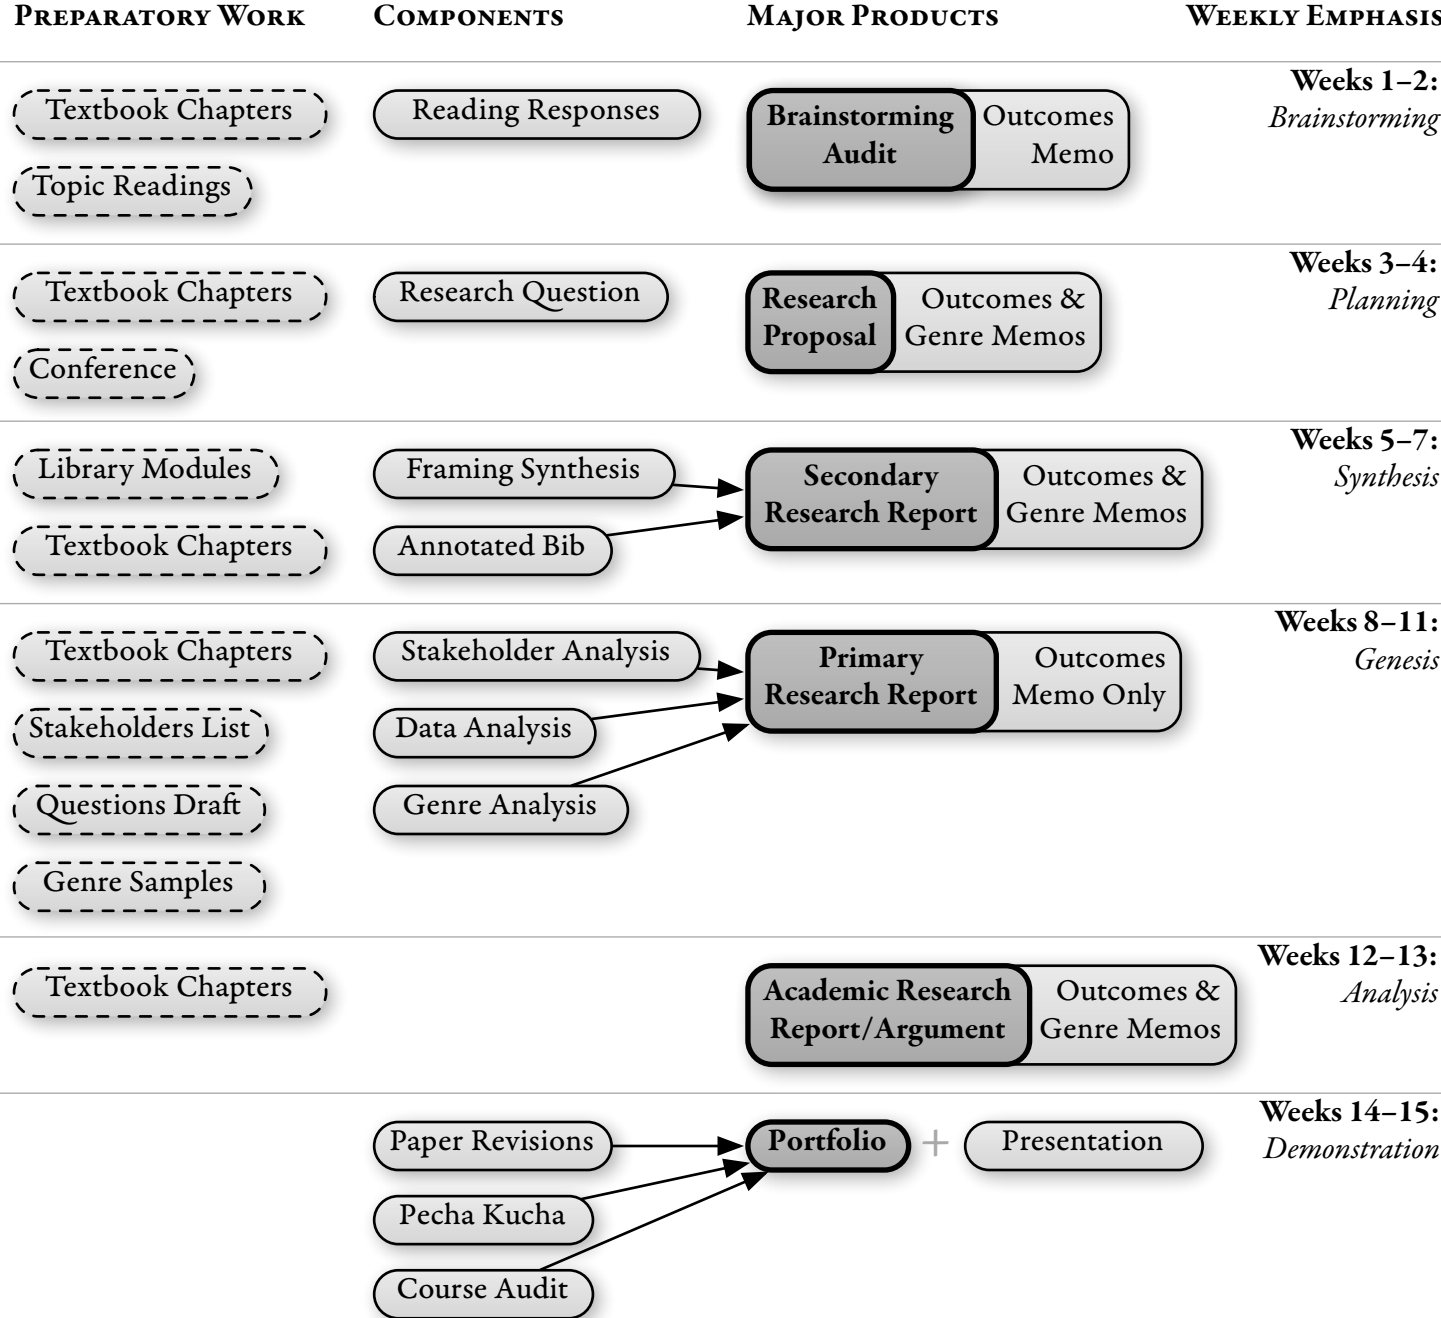 Preparatory Work Components Major Products Weekly Emphasis
Textbook Chapters Reading Responses Brainstorming Audit Outcomes Memo Weeks 1–2: Brainstorming
Topic Readings
Textbook Chapters Research Question Research Proposal Outcomes & Genre Memos Weeks 3–4: Planning
Conference
Library Modules Framing Synthesis Secondary Research Report Outcomes & Genre Memos Weeks 5–7: Synthesis
Textbook Chapters Annotated Bib
Textbook Chapters Stakeholder Analysis Primary Research Report Outcomes Memo Only Weeks 8–11: Genesis
Stakeholders List Data Analysis
Questions Draft Genre Analysis
Genre Samples
Textbook Chapters Academic Research Report/Argument Outcomes & Genre Memos Weeks 12–13: Analysis
Paper Revisions Portfolio + Presentation Weeks 14–15: Demonstration
Pecha Kucha
Course Audit